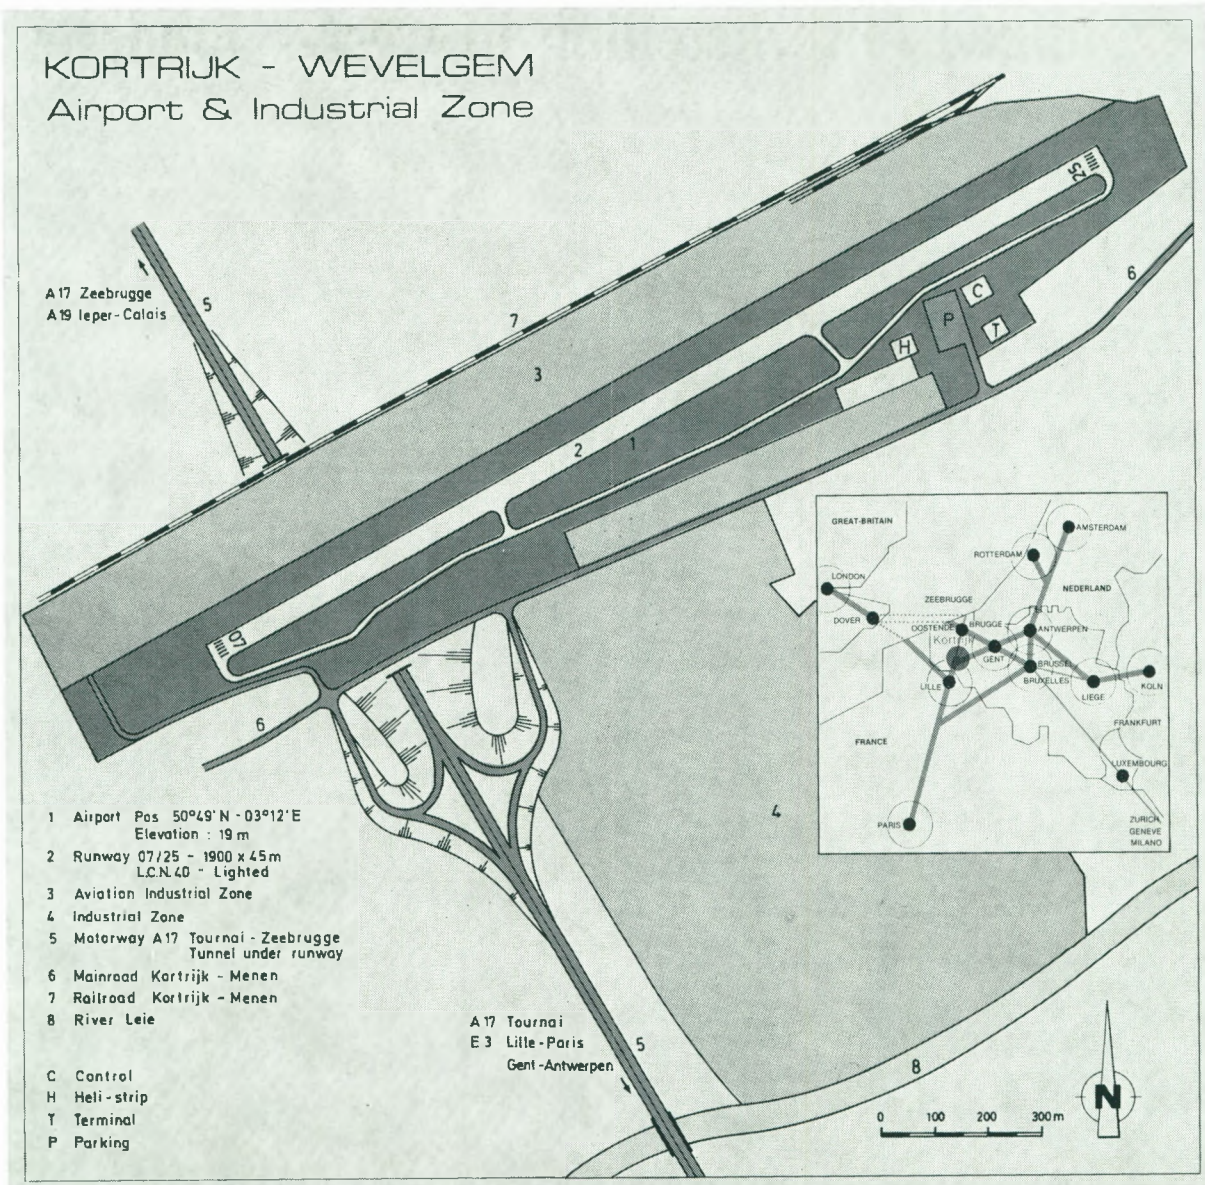 KORTRIJK - WEVELGEM
Airport & Industrial Zone
25
6
A17 Zeebrugge
A19 Ieper-Calais
5
7
C
P
T
H
3
2
1
GREAT-BRITAIN
AMSTERDAM
ROTTERDAM
LONDON
NEDERLAND
ZEEBRUGGE
DOVER
OOSTENDE
BRUGGE
ANTWERPEN
Kortrijk
GENT
BRUSSEL
BRUXELLES
LILLE
LIEGE
KÖLN
FRANKFURT
FRANCE
LUXEMBOURG
PARIS
ZURICH
GENEVE
MILANO
07
6
4
1 Airport Pos 50°49'N - 03°12'E
Elevation : 19 m
2 Runway 07/25 - 1900 x 45m
L.C.N. 40 - Lighted
3 Aviation Industrial Zone
4 Industrial Zone
5 Motorway A17 Tournai - Zeebrugge
Tunnel under runway
6 Mainroad Kortrijk - Menen
7 Railroad Kortrijk - Menen
8 River Leie
C Control
H Heli-strip
T Terminal
P Parking
A17 Tournai
E3 Lille-Paris
Gent-Antwerpen
5
8
N
0 100 200 300 m